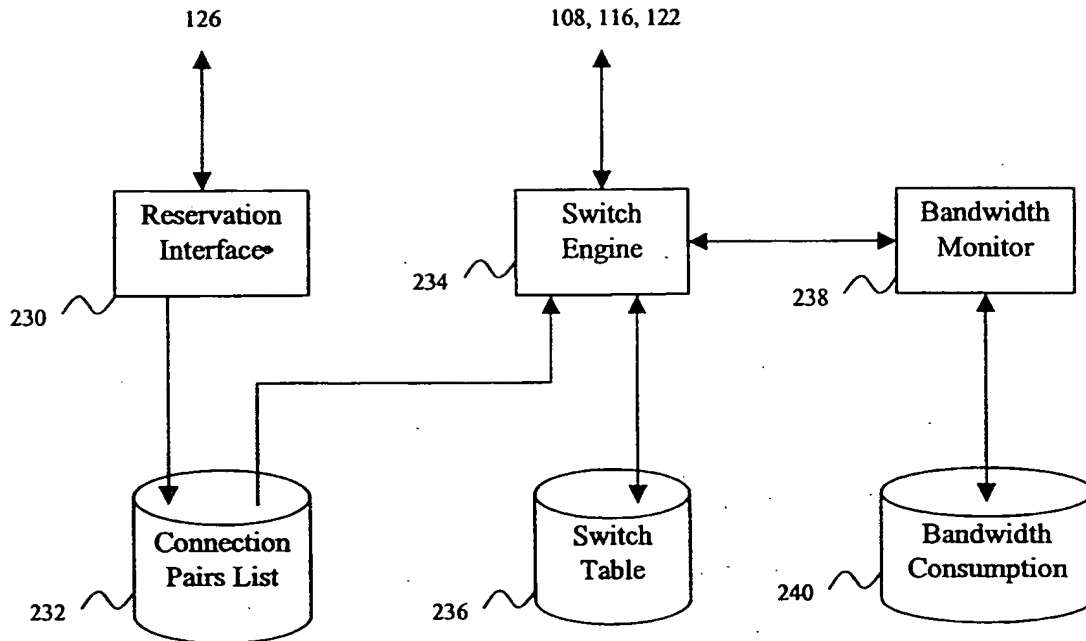 126
108, 116, 122
Reservation
Interface
Switch
Engine
Bandwidth
Monitor
230
234
238
Connection
Pairs List
Switch
Table
Bandwidth
Consumption
232
236
240